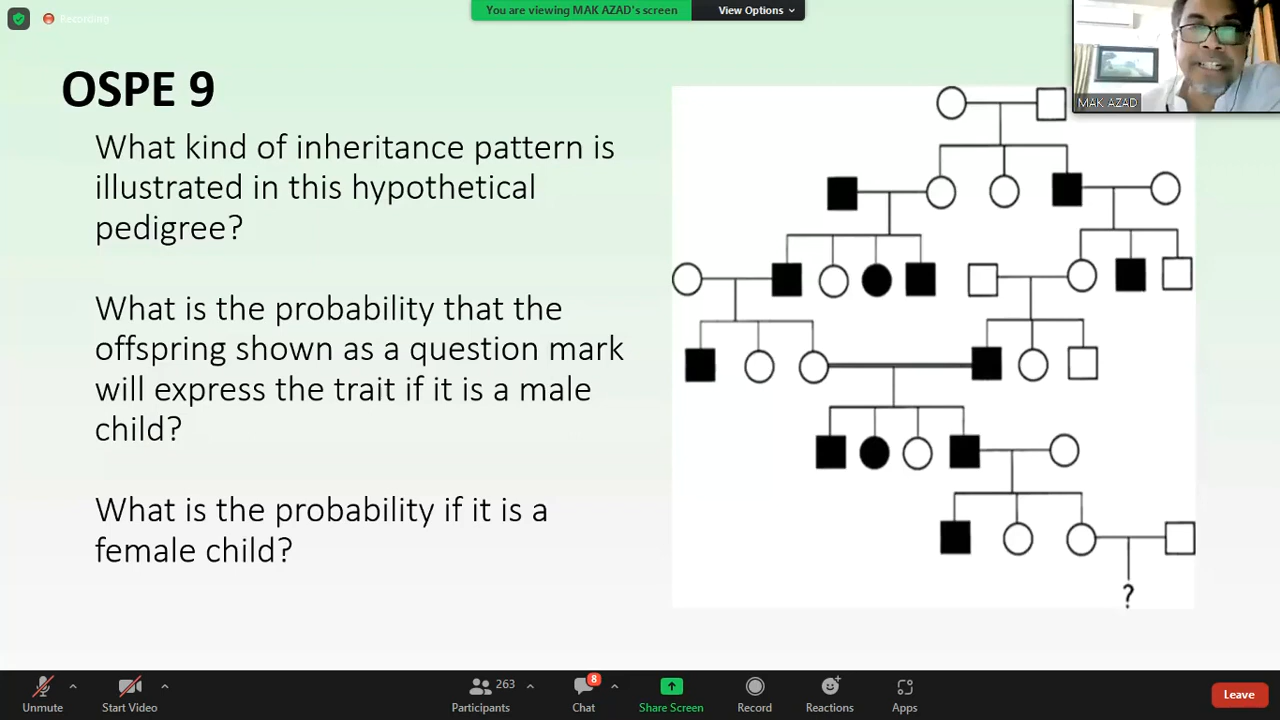 Recording
You are viewing MAK AZAD's screen
View Options
MAK AZAD
OSPE 9
What kind of inheritance pattern is
illustrated in this hypothetical
pedigree?
What is the probability that the
offspring shown as a question mark
will express the trait if it is a male
child?
What is the probability if it is a
female child?
?
Unmute
Start Video
263
Participants
8
Chat
Share Screen
Record
Reactions
Apps
Leave